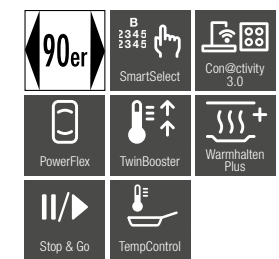 90er
B
2345
2345
SmartSelect
Con@ctivity
3.0
PowerFlex
TwinBooster
Warmhalten
Plus
Stop & Go
TempControl